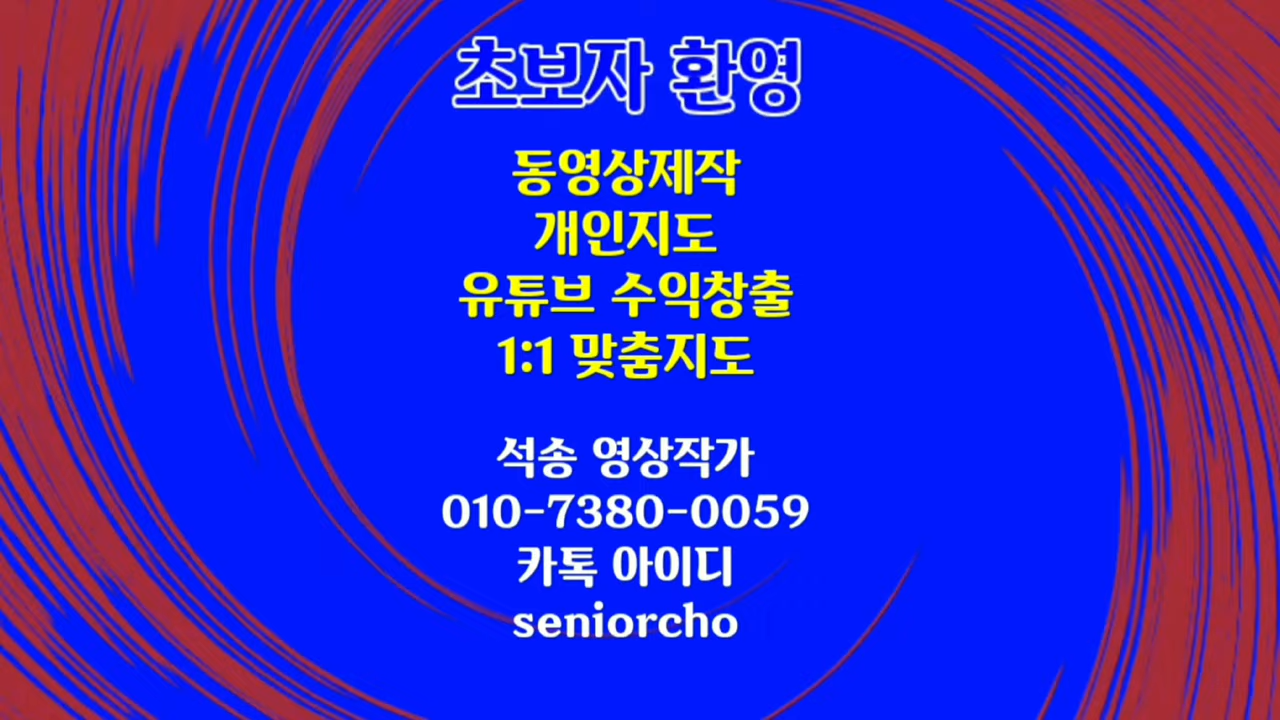 초보자 환영
동영상제작
개인지도
유튜브 수익창출
1:1 맞춤지도
석송 영상작가
010-7380-0059
카톡 아이디
seniorcho